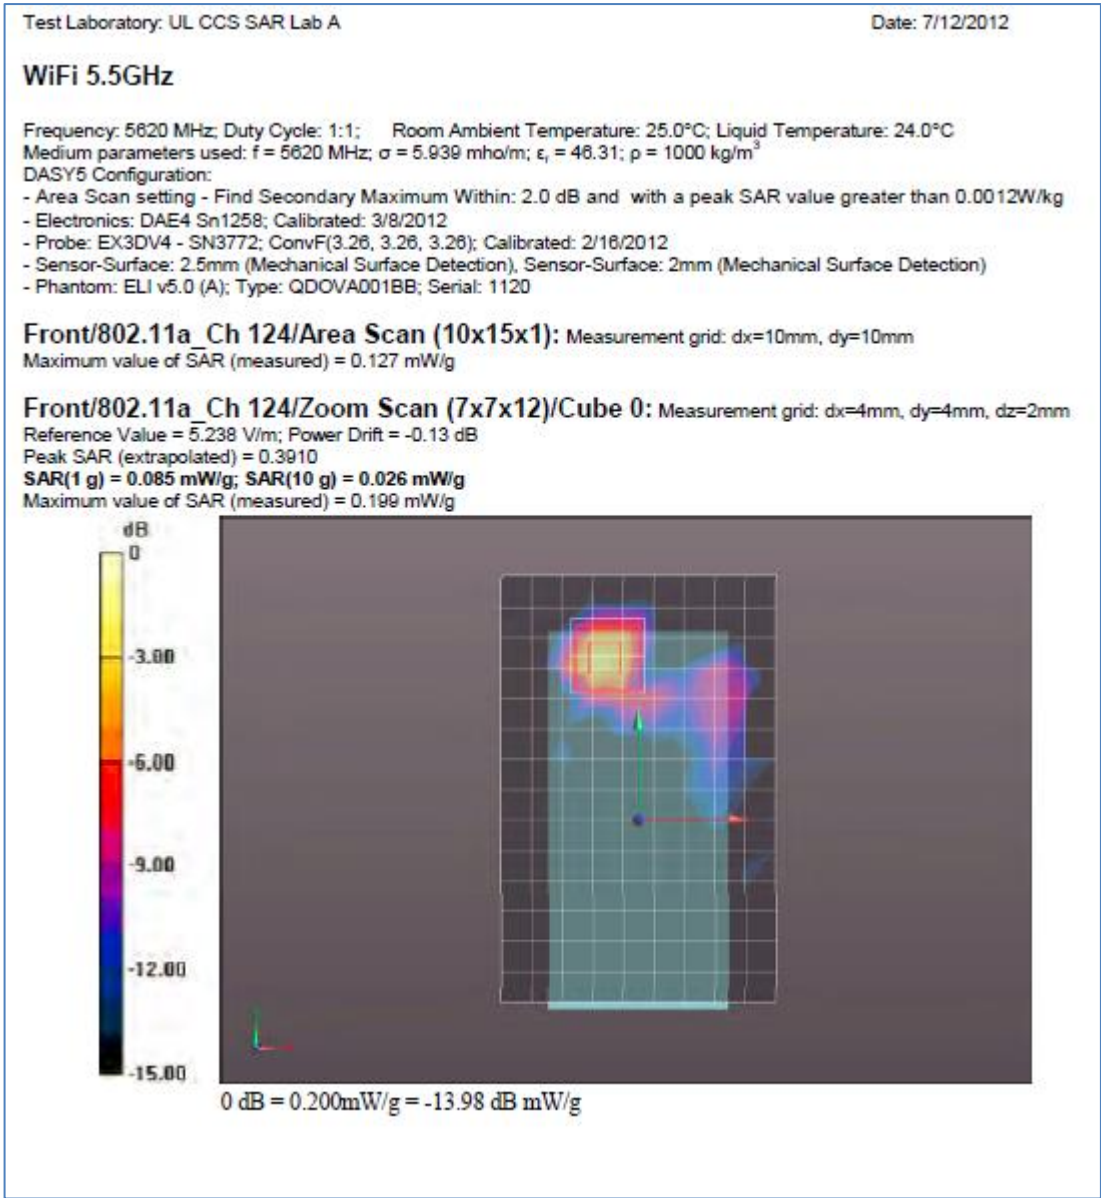 Test Laboratory: UL CCS SAR Lab A Date: 7/12/2012
WiFi 5.5GHz
Frequency: 5620 MHz; Duty Cycle: 1:1; Room Ambient Temperature: 25.0°C; Liquid Temperature: 24.0°C
Medium parameters used: f = 5620 MHz; σ = 5.939 mho/m; εr = 46.31; ρ = 1000 kg/m³
DASY5 Configuration:
- Area Scan setting - Find Secondary Maximum Within: 2.0 dB and with a peak SAR value greater than 0.0012W/kg
- Electronics: DAE4 Sn1258; Calibrated: 3/8/2012
- Probe: EX3DV4 - SN3772; ConvF(3.26, 3.26, 3.26); Calibrated: 2/16/2012
- Sensor-Surface: 2.5mm (Mechanical Surface Detection), Sensor-Surface: 2mm (Mechanical Surface Detection)
- Phantom: ELI v5.0 (A); Type: QDOVA001BB; Serial: 1120
Front/802.11a_Ch 124/Area Scan (10x15x1): Measurement grid: dx=10mm, dy=10mm
Maximum value of SAR (measured) = 0.127 mW/g
Front/802.11a_Ch 124/Zoom Scan (7x7x12)/Cube 0: Measurement grid: dx=4mm, dy=4mm, dz=2mm
Reference Value = 5.238 V/m; Power Drift = -0.13 dB
Peak SAR (extrapolated) = 0.3910
SAR(1 g) = 0.085 mW/g; SAR(10 g) = 0.026 mW/g
Maximum value of SAR (measured) = 0.199 mW/g
dB
0
-3.00
-6.00
-9.00
-12.00
-15.00
0 dB = 0.200mW/g = -13.98 dB mW/g